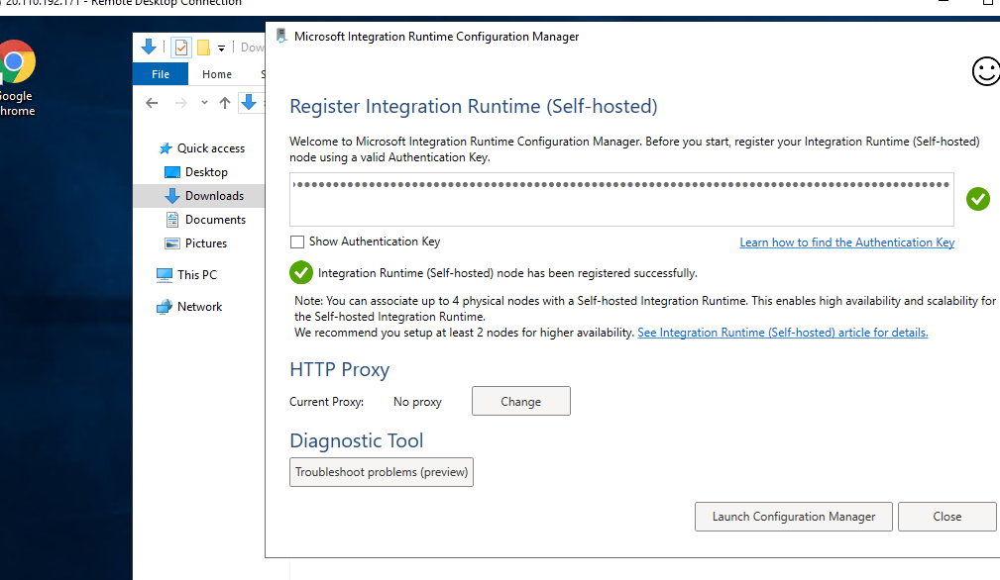 20.110.192.171 - Remote Desktop Connection
Google
Chrome
Dow
File
Home
S
Quick access
Desktop
Downloads
Documents
Pictures
This PC
Network
Microsoft Integration Runtime Configuration Manager
Register Integration Runtime (Self-hosted)
Welcome to Microsoft Integration Runtime Configuration Manager. Before you start, register your Integration Runtime (Self-hosted)
node using a valid Authentication Key.
Show Authentication Key
Learn how to find the Authentication Key
Integration Runtime (Self-hosted) node has been registered successfully.
Note: You can associate up to 4 physical nodes with a Self-hosted Integration Runtime. This enables high availability and scalability for
the Self-hosted Integration Runtime.
We recommend you setup at least 2 nodes for higher availability. See Integration Runtime (Self-hosted) article for details.
HTTP Proxy
Current Proxy: No proxy Change
Diagnostic Tool
Troubleshoot problems (preview)
Launch Configuration Manager Close